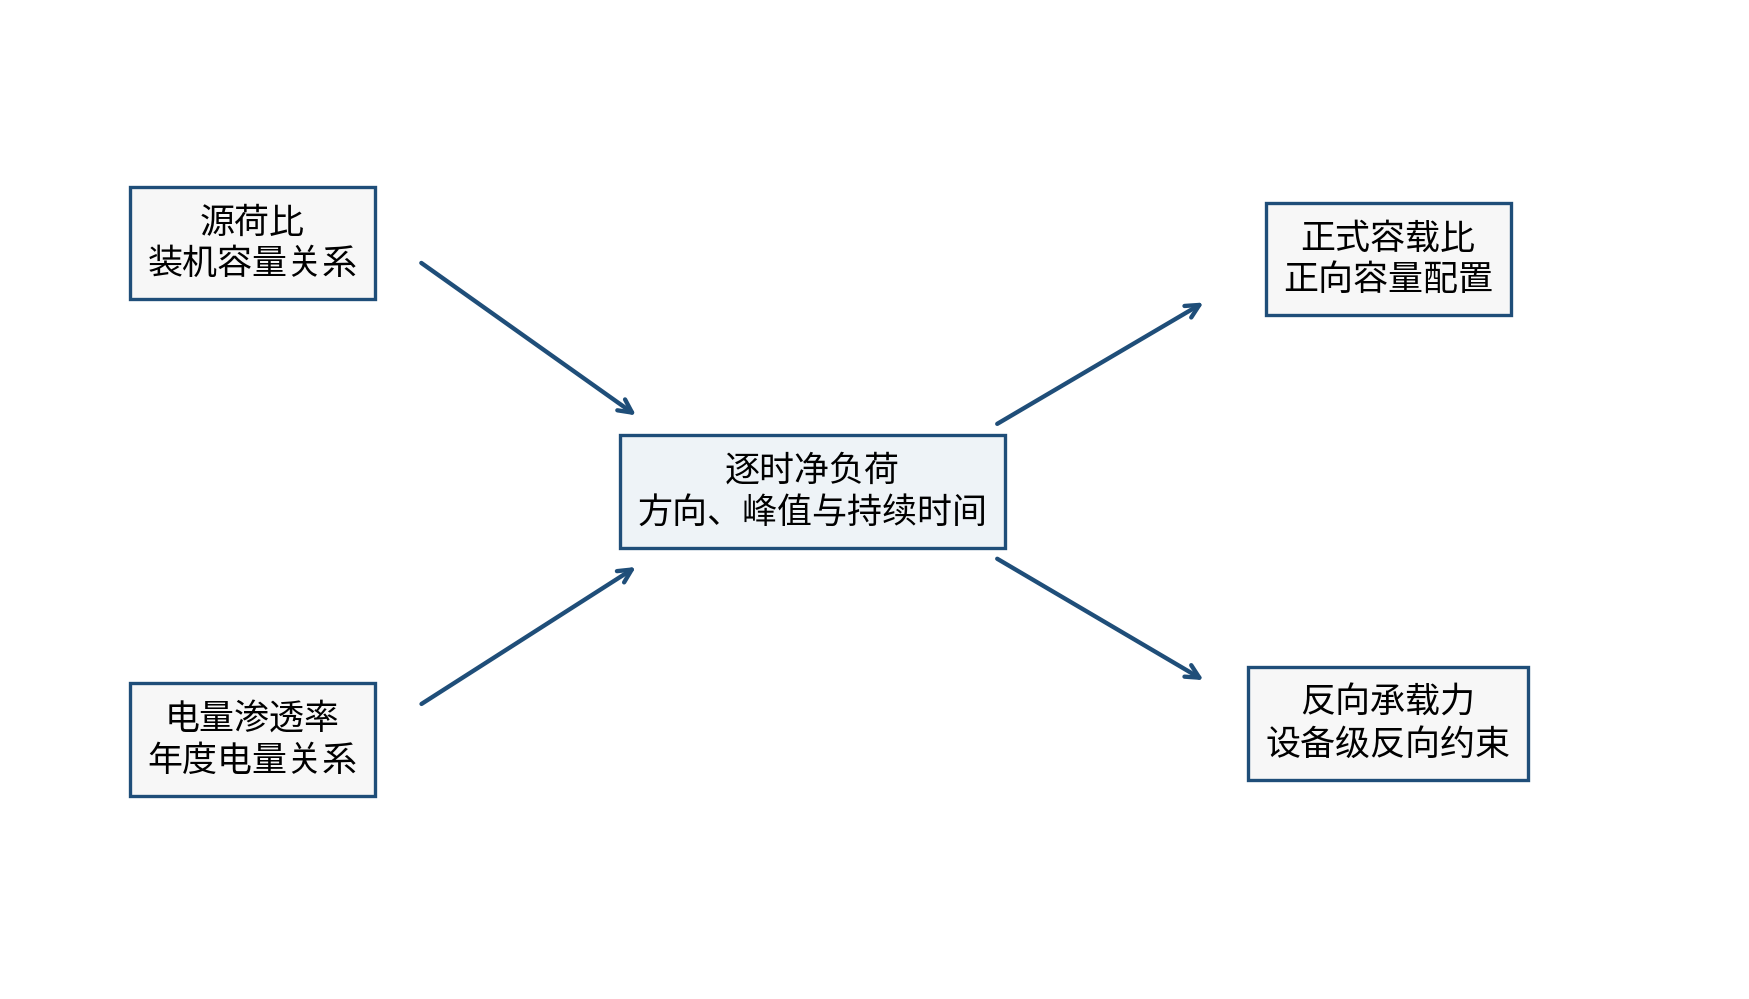 源荷比
装机容量关系
正式容载比
正向容量配置
逐时净负荷
方向、峰值与持续时间
电量渗透率
年度电量关系
反向承载力
设备级反向约束